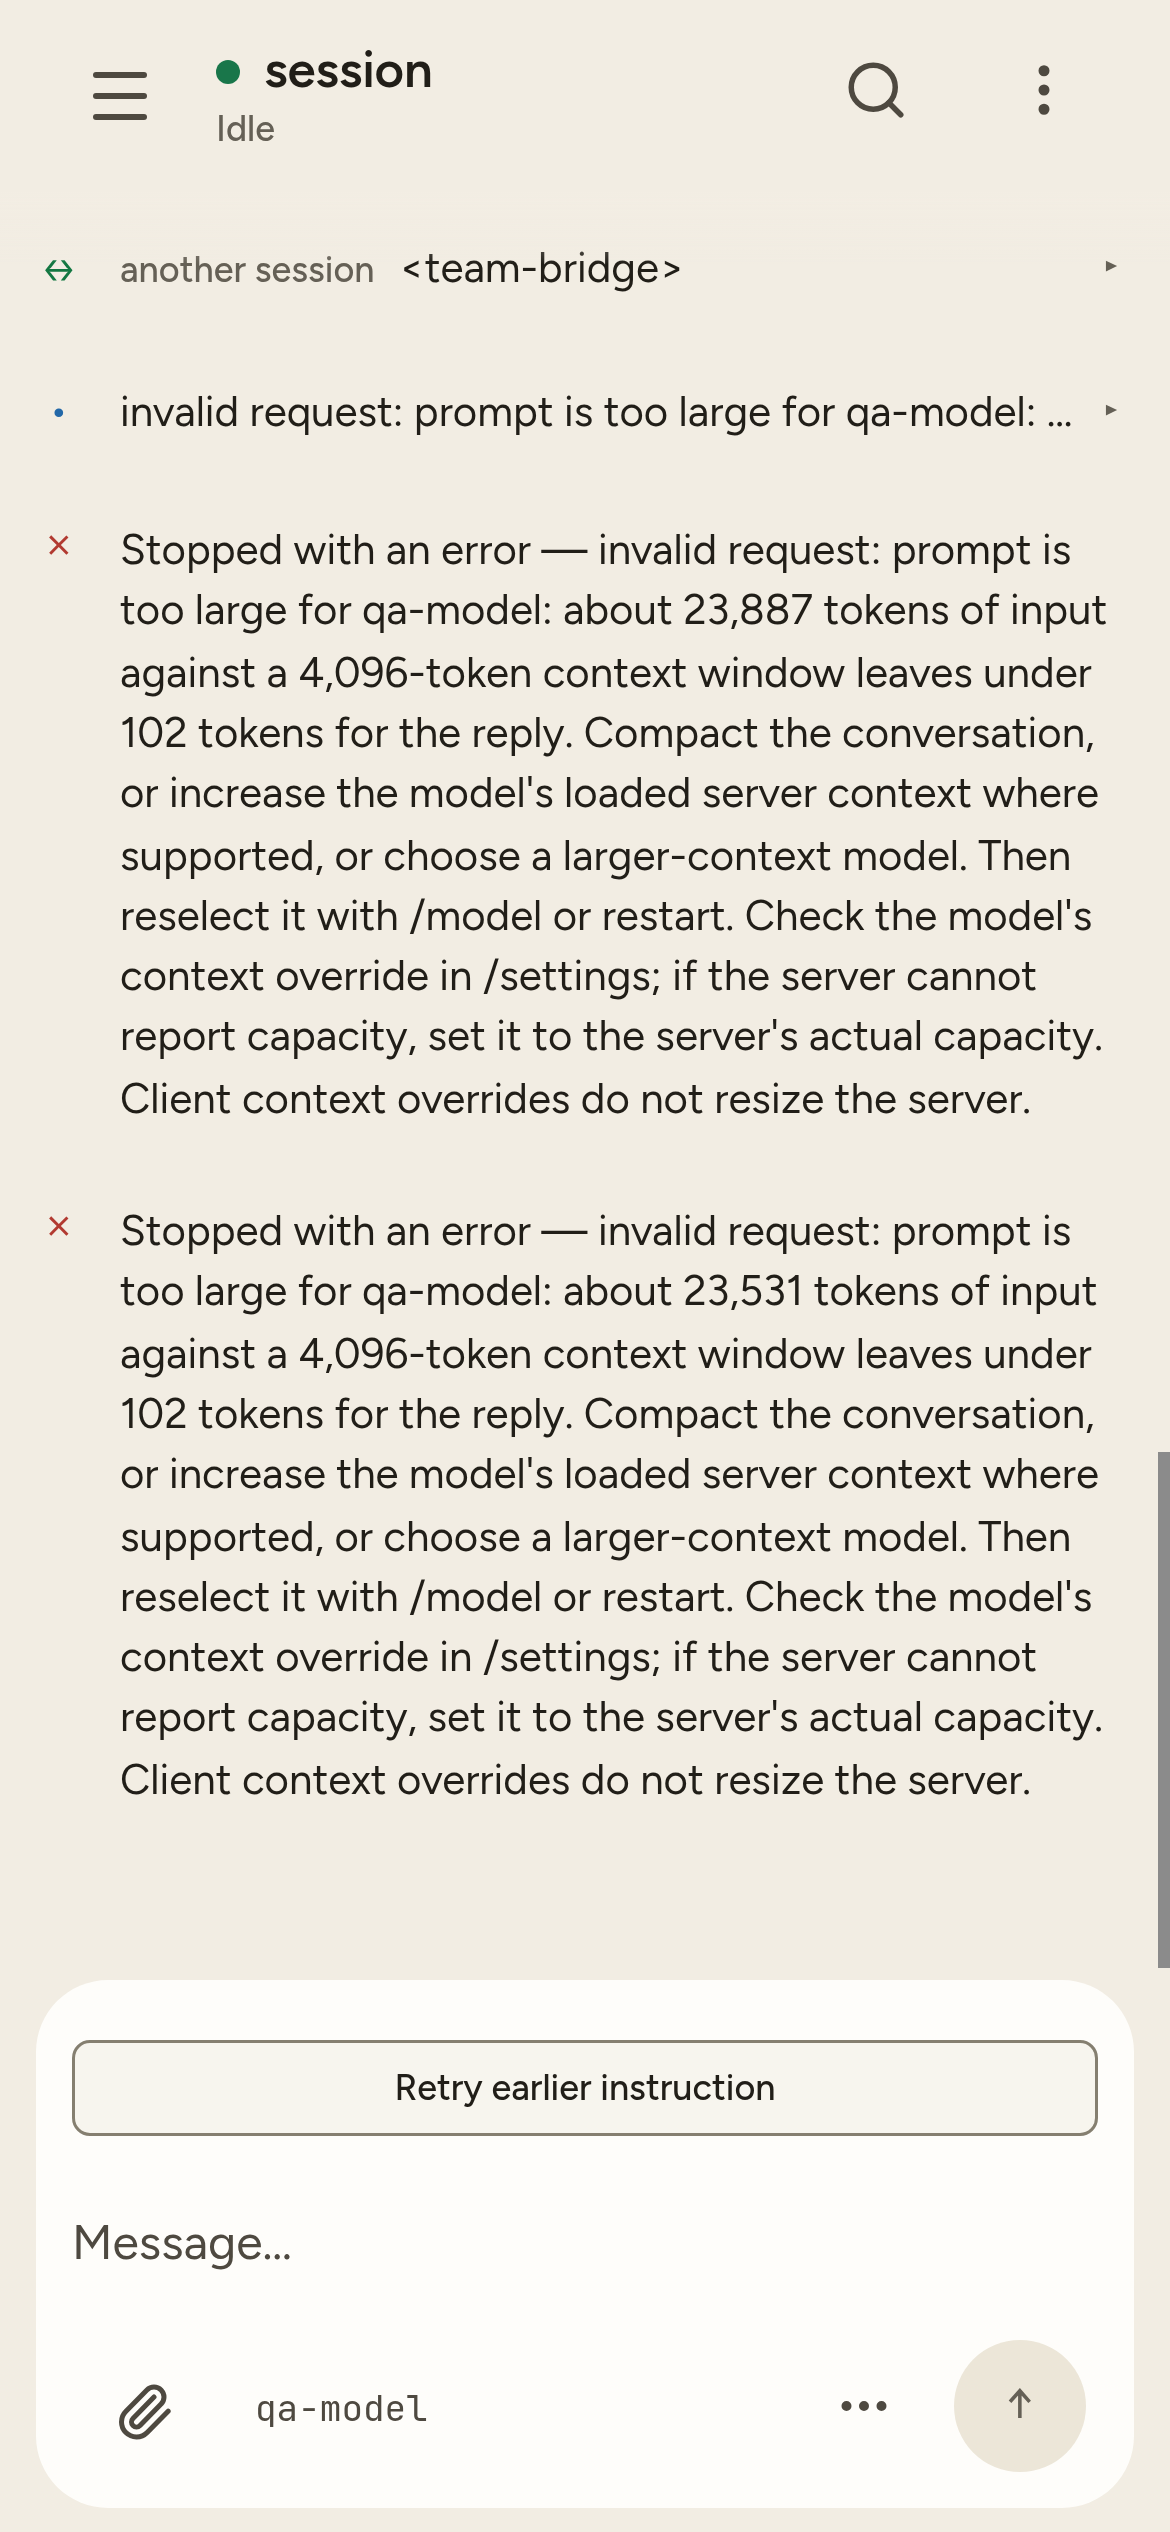 session
Idle
another session <team-bridge>
invalid request: prompt is too large for qa-model: ...
Stopped with an error — invalid request: prompt is
too large for qa-model: about 23,887 tokens of input
against a 4,096-token context window leaves under
102 tokens for the reply. Compact the conversation,
or increase the model's loaded server context where
supported, or choose a larger-context model. Then
reselect it with /model or restart. Check the model's
context override in /settings; if the server cannot
report capacity, set it to the server's actual capacity.
Client context overrides do not resize the server.
Stopped with an error — invalid request: prompt is
too large for qa-model: about 23,531 tokens of input
against a 4,096-token context window leaves under
102 tokens for the reply. Compact the conversation,
or increase the model's loaded server context where
supported, or choose a larger-context model. Then
reselect it with /model or restart. Check the model's
context override in /settings; if the server cannot
report capacity, set it to the server's actual capacity.
Client context overrides do not resize the server.
Retry earlier instruction
Message...
qa-model